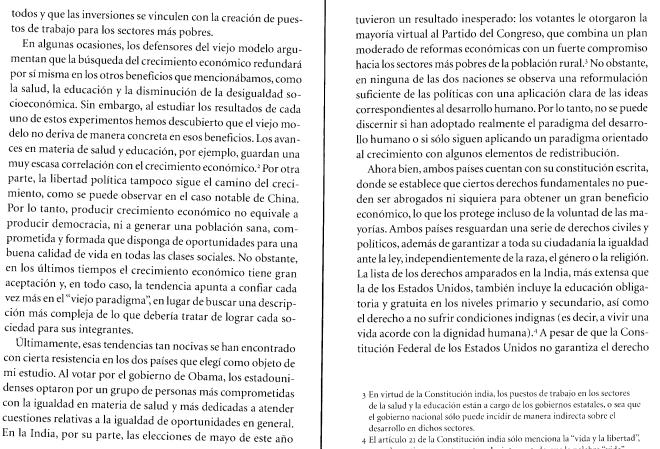 todos y que las inversiones se vinculen con la creación de pues-
tos de trabajo para los sectores más pobres.
En algunas ocasiones, los defensores del viejo modelo argu-
mentan que la búsqueda del crecimiento económico redundará
por sí misma en los otros beneficios que mencionábamos, como
la salud, la educación y la disminución de la desigualdad so-
cioeconómica. Sin embargo, al estudiar los resultados de cada
uno de estos experimentos hemos descubierto que el viejo mo-
delo no deriva de manera concreta en esos beneficios. Los avan-
ces en materia de salud y educación, por ejemplo, guardan una
muy escasa correlación con el crecimiento económico.² Por otra
parte, la libertad política tampoco sigue el camino del creci-
miento, como se puede observar en el caso notable de China.
Por lo tanto, producir crecimiento económico no equivale a
producir democracia, ni a generar una población sana, com-
prometida y formada que disponga de oportunidades para una
buena calidad de vida en todas las clases sociales. No obstante,
en los últimos tiempos el crecimiento económico tiene gran
aceptación y, en todo caso, la tendencia apunta a confiar cada
vez más en el "viejo paradigma", en lugar de buscar una descrip-
ción más compleja de lo que debería tratar de lograr cada so-
ciedad para sus integrantes.
Últimamente, esas tendencias tan nocivas se han encontrado
con cierta resistencia en los dos países que elegí como objeto de
mi estudio. Al votar por el gobierno de Obama, los estadouni-
denses optaron por un grupo de personas más comprometidas
con la igualdad en materia de salud y más dedicadas a atender
cuestiones relativas a la igualdad de oportunidades en general.
En la India, por su parte, las elecciones de mayo de este año
tuvieron un resultado inesperado: los votantes le otorgaron la
mayoría virtual al Partido del Congreso, que combina un plan
moderado de reformas económicas con un fuerte compromiso
hacia los sectores más pobres de la población rural.³ No obstante,
en ninguna de las dos naciones se observa una reformulación
suficiente de las políticas con una aplicación clara de las ideas
correspondientes al desarrollo humano. Por lo tanto, no se puede
discernir si han adoptado realmente el paradigma del desarro-
llo humano o si sólo siguen aplicando un paradigma orientado
al crecimiento con algunos elementos de redistribución.
Ahora bien, ambos países cuentan con su constitución escrita,
donde se establece que ciertos derechos fundamentales no pue-
den ser abrogados ni siquiera para obtener un gran beneficio
económico, lo que los protege incluso de la voluntad de las ma-
yorías. Ambos países resguardan una serie de derechos civiles y
políticos, además de garantizar a toda su ciudadanía la igualdad
ante la ley, independientemente de la raza, el género o la religión.
La lista de los derechos amparados en la India, más extensa que
la de los Estados Unidos, también incluye la educación obliga-
toria y gratuita en los niveles primario y secundario, así como
el derecho a no sufrir condiciones indignas (es decir, a vivir una
vida acorde con la dignidad humana).⁴ A pesar de que la Cons-
titución Federal de los Estados Unidos no garantiza el derecho
3 En virtud de la Constitución india, los puestos de trabajo en los sectores
de la salud y la educación están a cargo de los gobiernos estatales, o sea que
el gobierno nacional sólo puede incidir de manera indirecta sobre el
desarrollo en dichos sectores.
4 El artículo 21 de la Constitución india sólo menciona la "vida y la libertad",